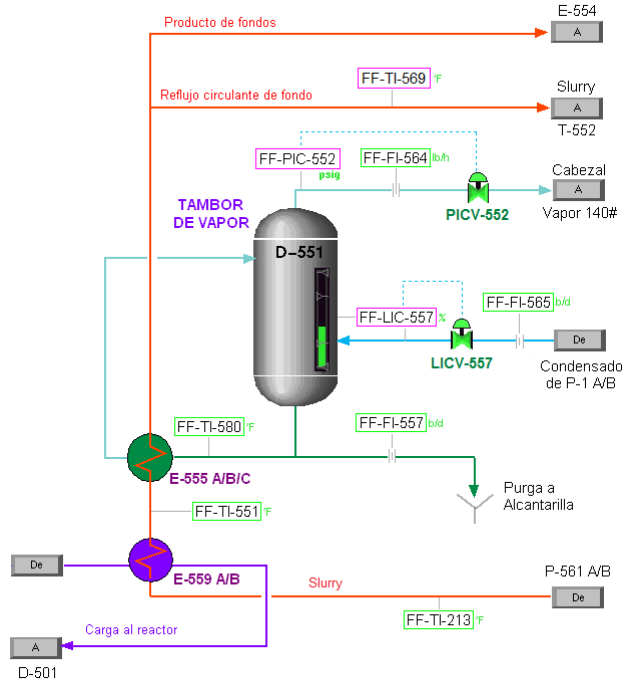 Producto de fondos
E-554
A
FF-TI-569 °F
Slurry
Reflujo circulante de fondo
A
T-552
FF-PIC-552
psig
FF-FI-564 lb/h
Cabezal
A
Vapor 140#
PICV-552
TAMBOR
DE VAPOR
D-551
FF-LIC-557 %
FF-FI-565 b/d
De
LICV-557
Condensado
de P-1 A/B
FF-TI-580 °F
FF-FI-557 b/d
E-555 A/B/C
Purga a
Alcantarilla
FF-TI-551 °F
De
E-559 A/B
Slurry
P-561 A/B
De
FF-TI-213 °F
Carga al reactor
A
D-501